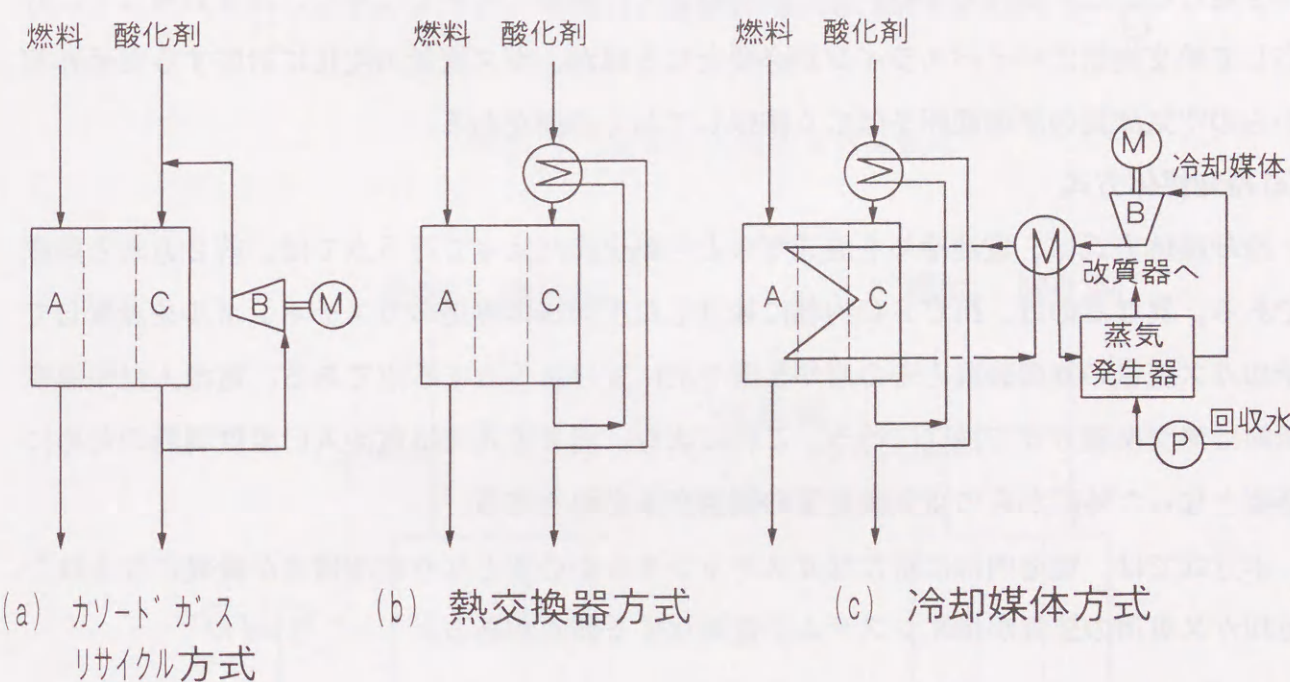 燃料 酸化剤
A C
B M
(a) カソードガス
リサイクル方式
燃料 酸化剤
A C
(b) 熱交換器方式
燃料 酸化剤
A C
M
冷却媒体
B
改質器へ
蒸気
発生器
回収水
P
(c) 冷却媒体方式